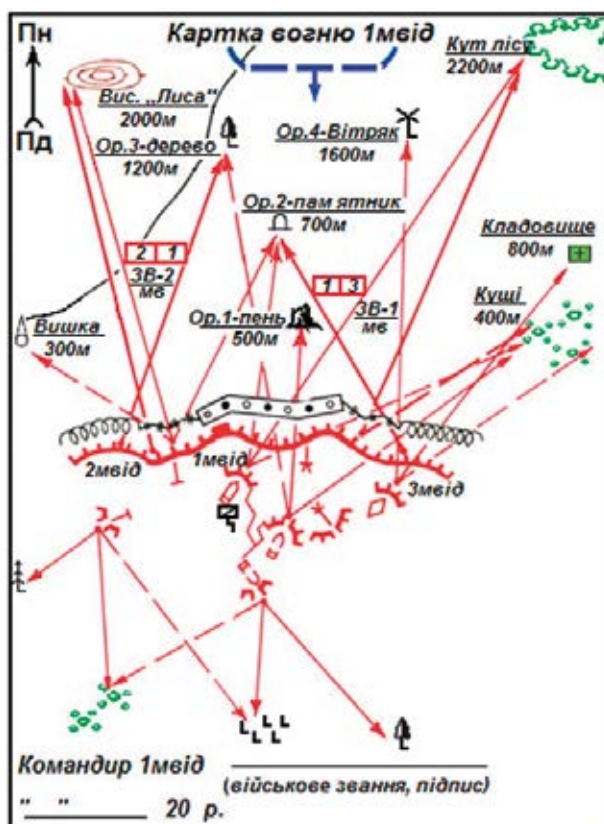 Картка вогню 1мвід
Пн
Пд
Вис. „Лиса“
2000м
Кут лісу
2200м
Ор.3-дерево
1200м
Ор.4-Вітряк
1600м
Ор.2-пам ятник
700м
Кладовище
800м
2 1
ЗВ-2
мв
1 3
ЗВ-1
мв
Вишка
300м
Ор.1-пень
500м
Кущі
400м
2мвід
1мвід
3мвід
Командир 1мвід
(військове звання, підпис)
" " 20 р.